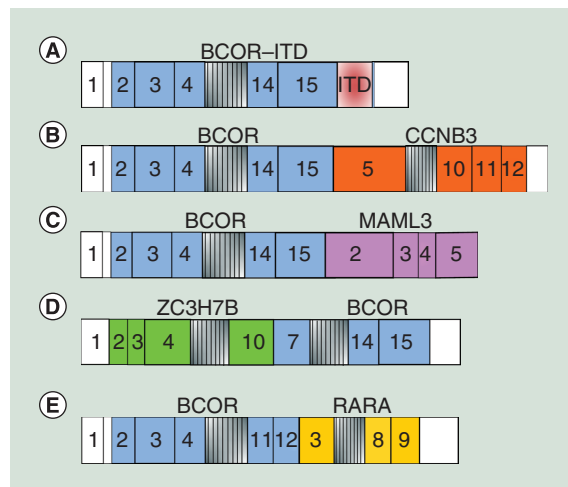 A
BCOR–ITD
1 2 3 4 14 15 ITD
B
BCOR CCNB3
1 2 3 4 14 15 5 10 11 12
C
BCOR MAML3
1 2 3 4 14 15 2 3 4 5
D
ZC3H7B BCOR
1 2 3 4 10 7 14 15
E
BCOR RARA
1 2 3 4 11 12 3 8 9